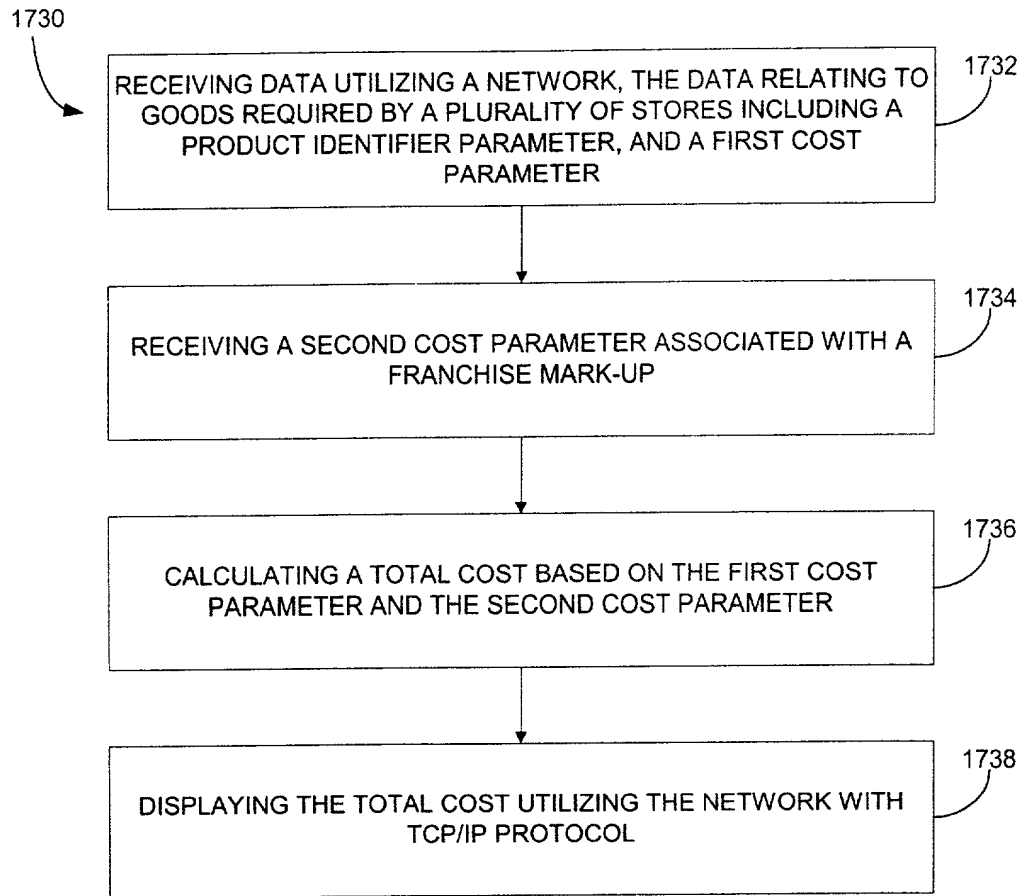 1730
RECEIVING DATA UTILIZING A NETWORK, THE DATA RELATING TO
GOODS REQUIRED BY A PLURALITY OF STORES INCLUDING A
PRODUCT IDENTIFIER PARAMETER, AND A FIRST COST
PARAMETER
1732
RECEIVING A SECOND COST PARAMETER ASSOCIATED WITH A
FRANCHISE MARK-UP
1734
CALCULATING A TOTAL COST BASED ON THE FIRST COST
PARAMETER AND THE SECOND COST PARAMETER
1736
DISPLAYING THE TOTAL COST UTILIZING THE NETWORK WITH
TCP/IP PROTOCOL
1738